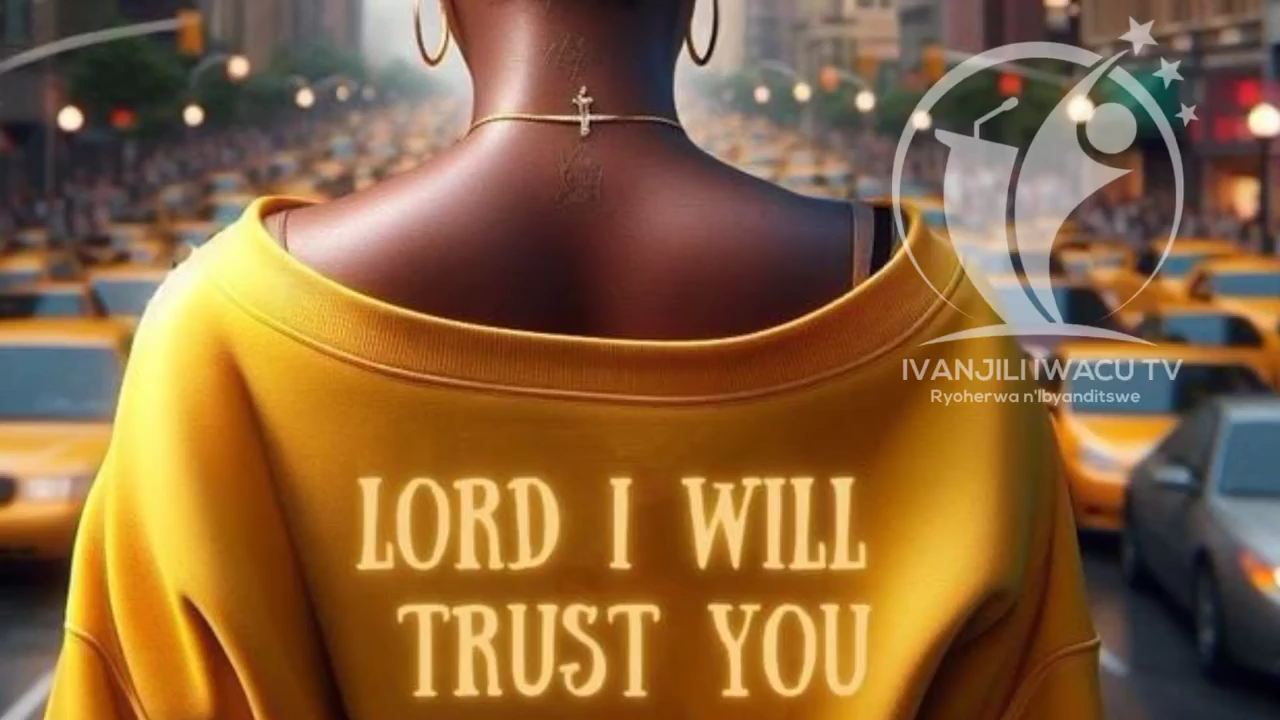 IVANJILI IWACU TV
Ryoherwa n'Ibyanditswe
LORD I WILL
TRUST YOU